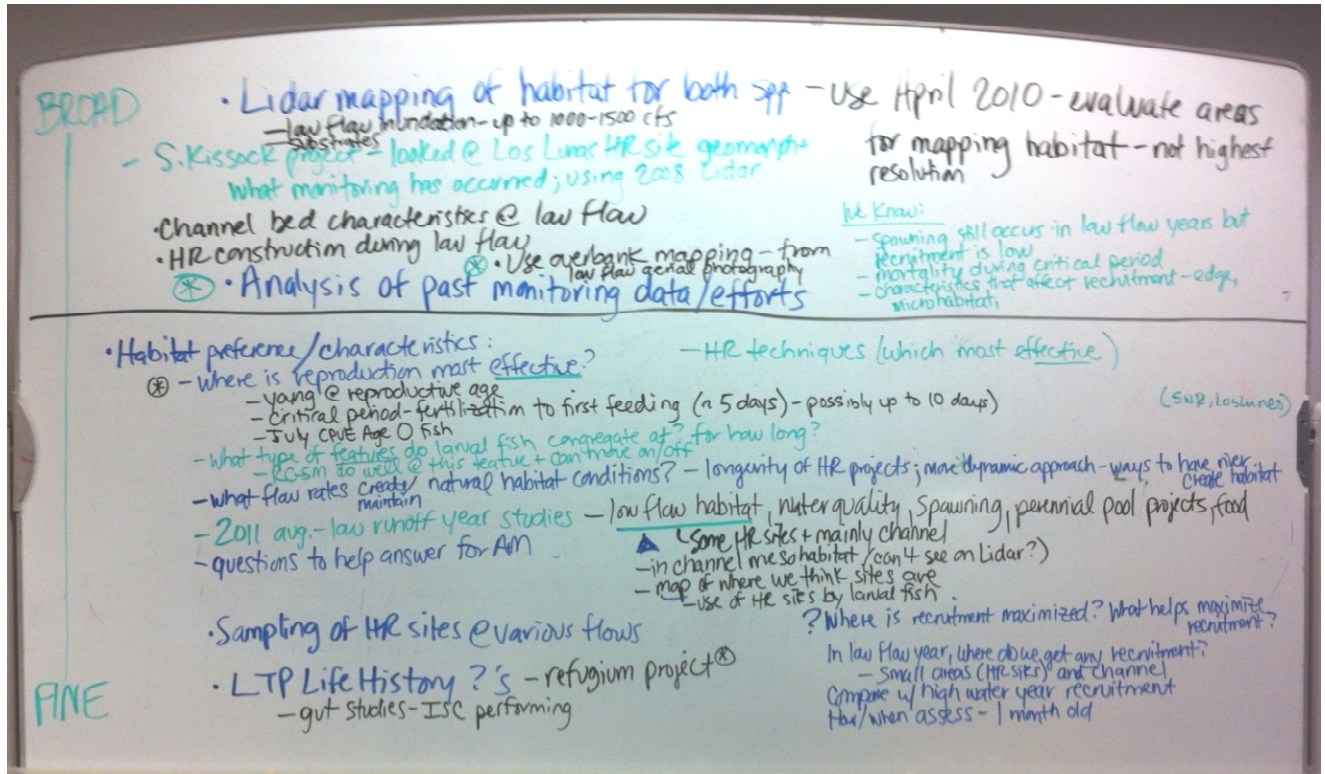 BROAD
· Lidar mapping of habitat for both spp - use April 2010 - evaluate areas
for mapping habitat - not highest
resolution
- low flow inundation - up to 1000-1500 cfs
- substrates
- S. Kissock project - looked @ Los Lunas HR site geomorph
what monitoring has occurred; using 2008 Lidar
· Channel bed characteristics @ low flow
· HR construction during low flow
* · Use overbank mapping - from
low flow aerial photography
* · Analysis of past monitoring data/efforts
We Know:
- spawning still occurs in low flow years but
recruitment is low
- mortality during critical period
- characteristics that affect recruitment - edge,
microhabitat,
· Habitat preference/characteristics:
* - where is reproduction most effective?
- young @ reproductive age
- critical period - fertilization to first feeding (~ 5 days) - possibly up to 10 days)
- July CPUE Age 0 fish
- HR techniques (which most effective)
(SWR, Los Lunas)
- what type of features do larval fish congregate at? for how long?
- RGSM do well @ this feature + can move on/off
- what flow rates create/ natural habitat conditions? - longevity of HR projects; more dynamic approach - ways to have river
maintain
create habitat
- 2011 avg. - low runoff year studies - low flow habitat, water quality, spawning, perennial pool projects, food
some HR sites + mainly channel
- questions to help answer for AM
- in channel mesohabitat (can't see on Lidar?)
- map of where we think sites are
- use of HR sites by larval fish
· Sampling of HR sites @ various flows
· LTP Life History ?'s - refugium project *
- gut studies - ISC performing
FINE
? Where is recruitment maximized? What helps maximize
recruitment?
In low flow year, where do we get any recruitment?
- Small areas (HR sites) and channel
Compare w/ high water year recruitment
How/when assess - 1 month old